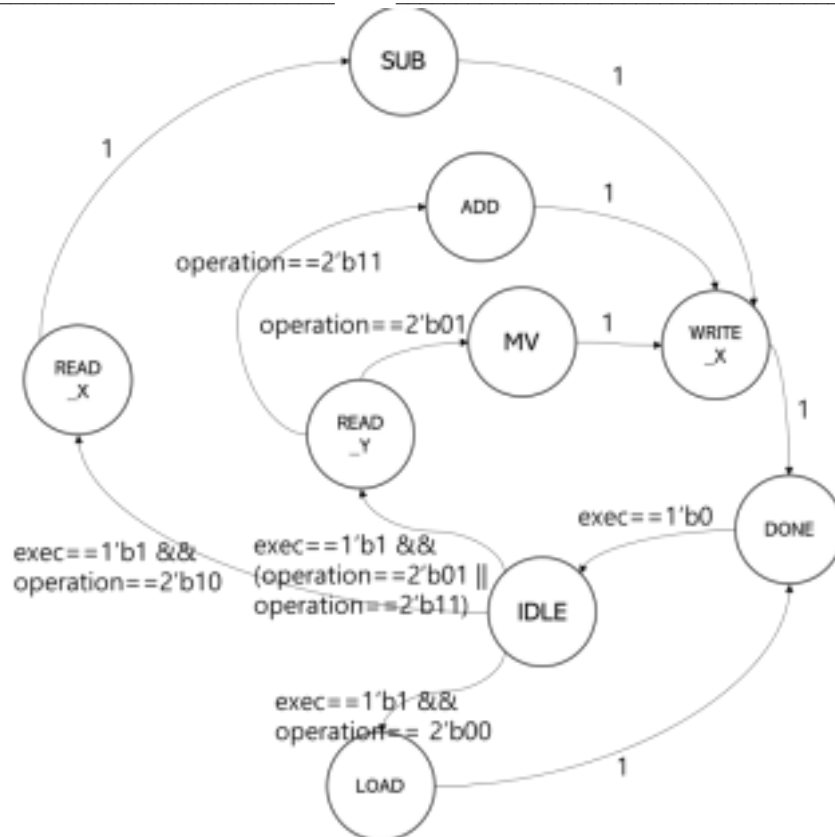 SUB
1
1
ADD
1
operation==2'b11
operation==2'b01
MV
1
WRITE
_X
READ
_X
READ
_Y
1
exec==1'b0
DONE
exec==1'b1 &&
operation==2'b10
exec==1'b1 &&
(operation==2'b01 ||
operation==2'b11)
IDLE
exec==1'b1 &&
operation== 2'b00
LOAD
1